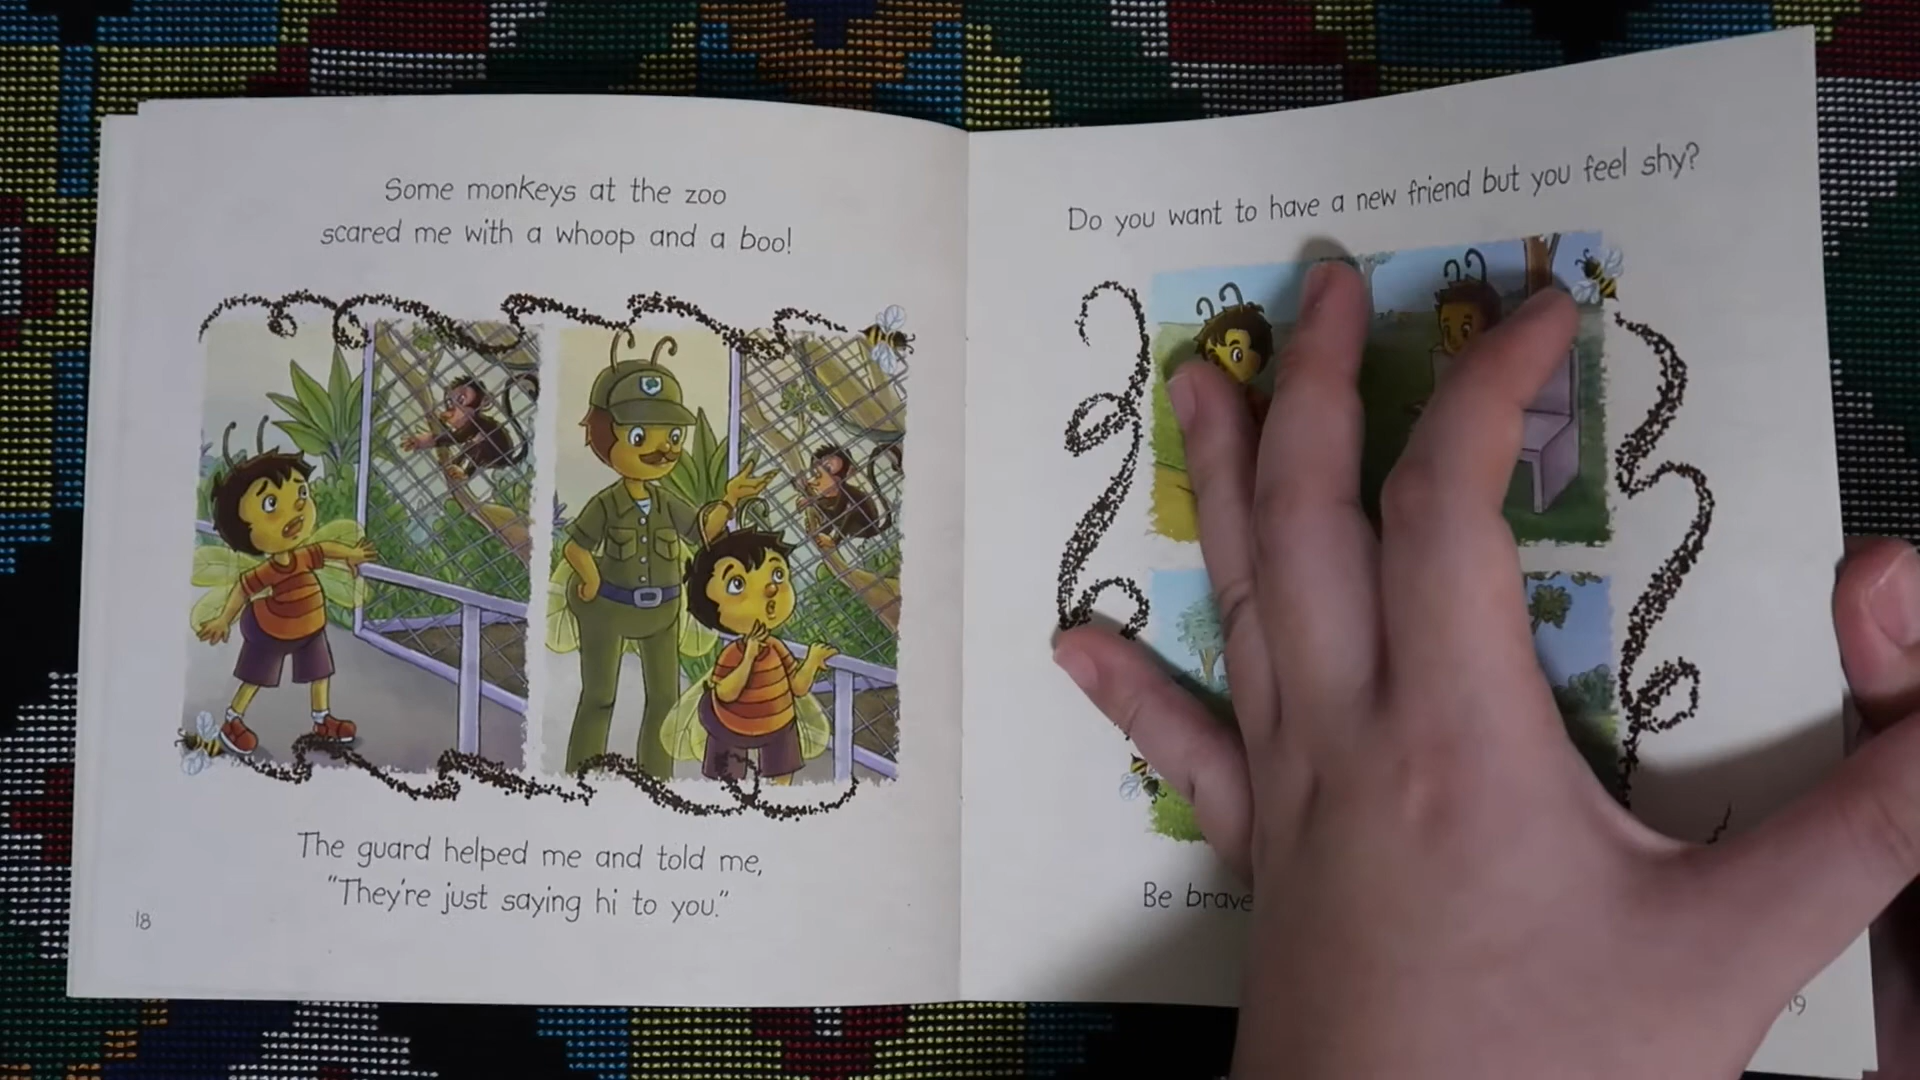 Some monkeys at the zoo
scared me with a whoop and a boo!
The guard helped me and told me,
"They're just saying hi to you."
18
Do you want to have a new friend but you feel shy?
Be brave
19